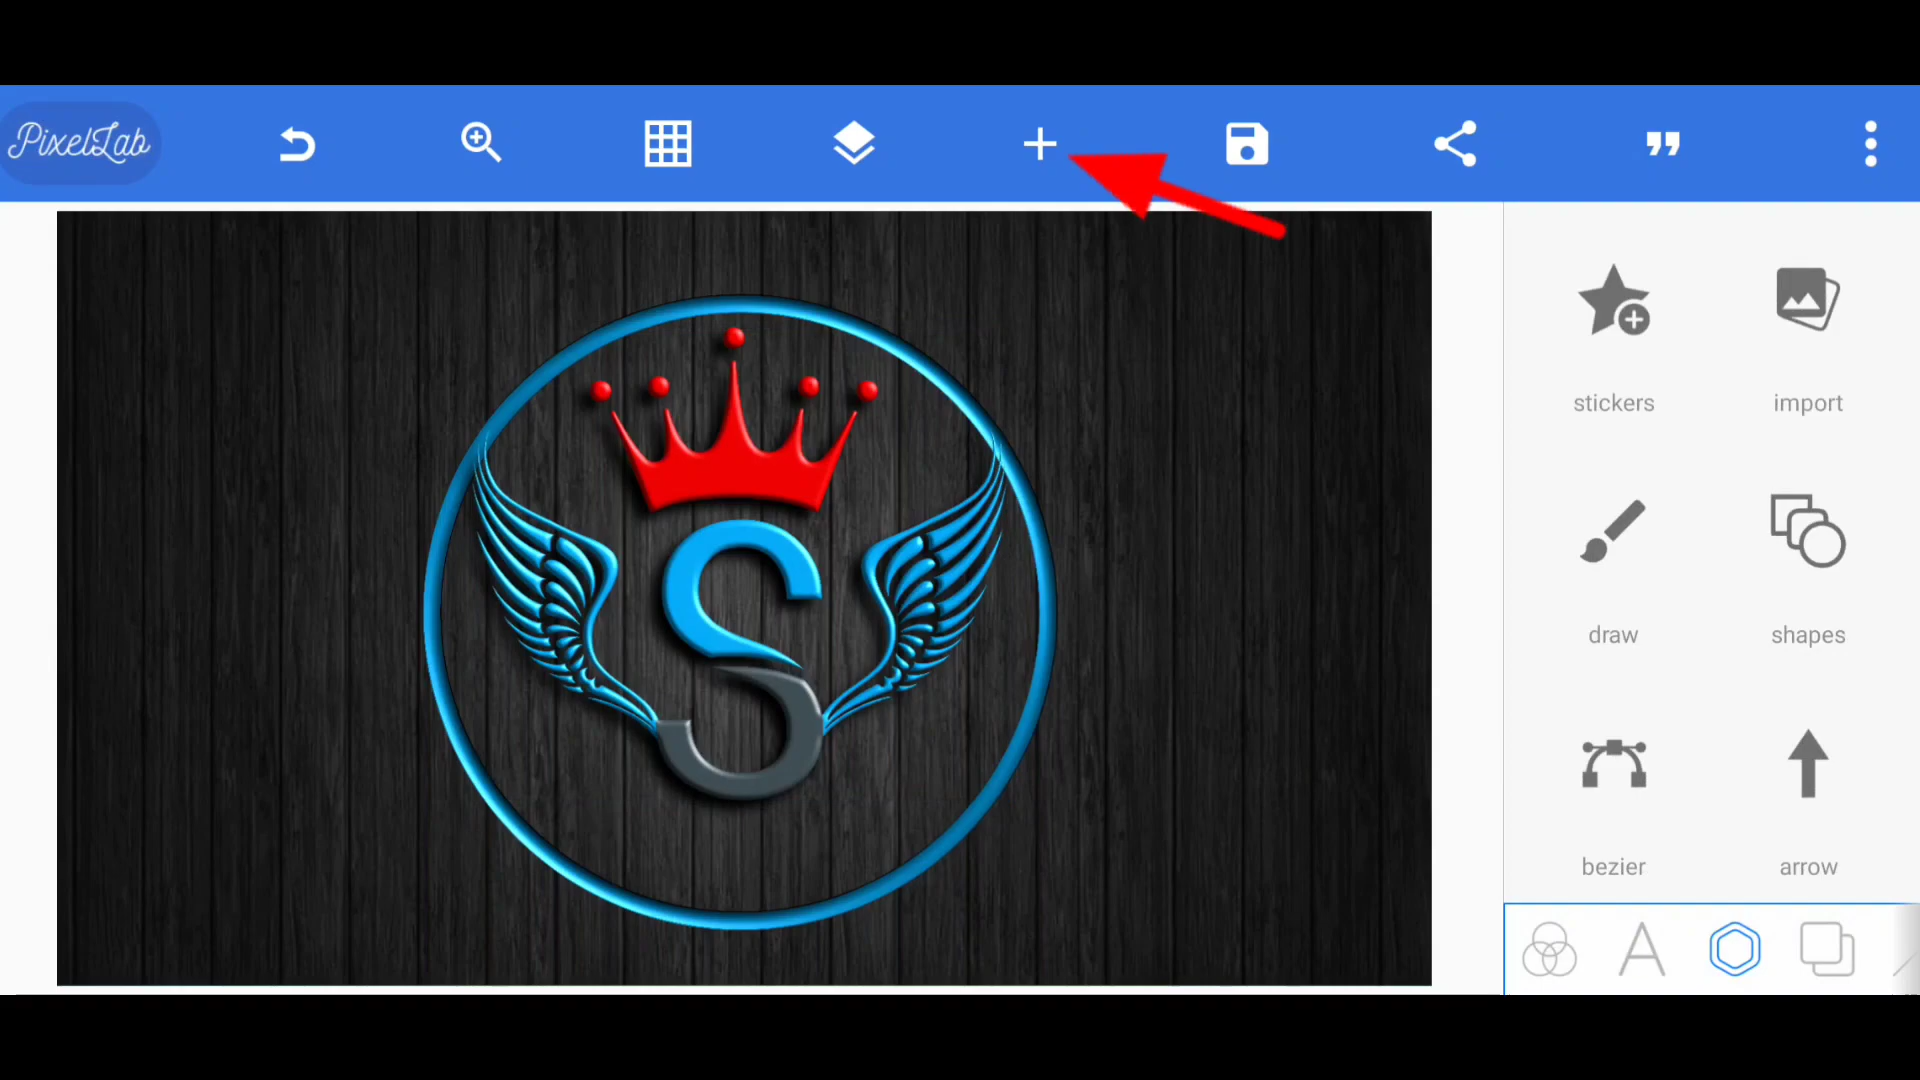 PixelLab
S
stickers
import
draw
shapes
bezier
arrow